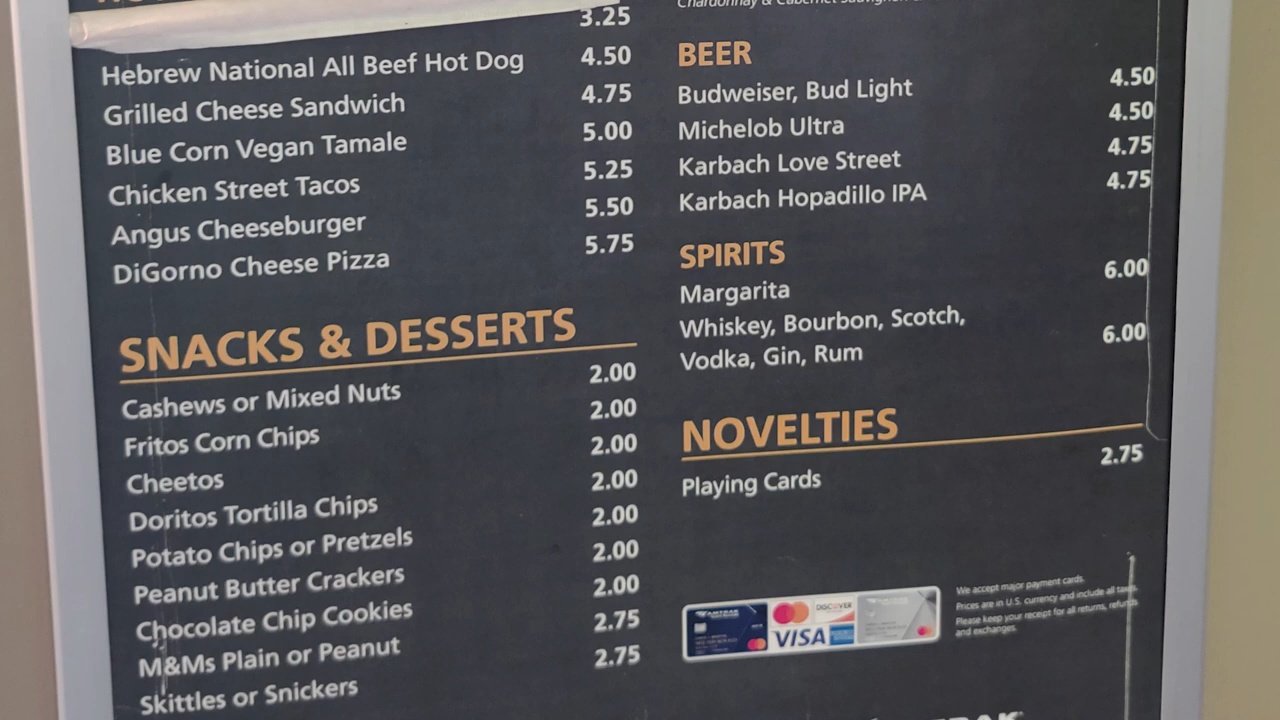 3.25
Hebrew National All Beef Hot Dog 4.50
Grilled Cheese Sandwich 4.75
Blue Corn Vegan Tamale 5.00
Chicken Street Tacos 5.25
Angus Cheeseburger 5.50
DiGorno Cheese Pizza 5.75
SNACKS & DESSERTS
Cashews or Mixed Nuts 2.00
Fritos Corn Chips 2.00
Cheetos 2.00
Doritos Tortilla Chips 2.00
Potato Chips or Pretzels 2.00
Peanut Butter Crackers 2.00
Chocolate Chip Cookies 2.00
M&Ms Plain or Peanut 2.75
Skittles or Snickers 2.75
Chardonnay & Cabernet Sauvignon
BEER
Budweiser, Bud Light 4.50
Michelob Ultra 4.50
Karbach Love Street 4.75
Karbach Hopadillo IPA 4.75
SPIRITS
Margarita 6.00
Whiskey, Bourbon, Scotch,
Vodka, Gin, Rum 6.00
NOVELTIES
Playing Cards 2.75
AMTRAK
DISCOVER
VISA
We accept major payment cards.
Prices are in U.S. currency and include all taxes.
Please keep your receipt for all returns, refunds
and exchanges.